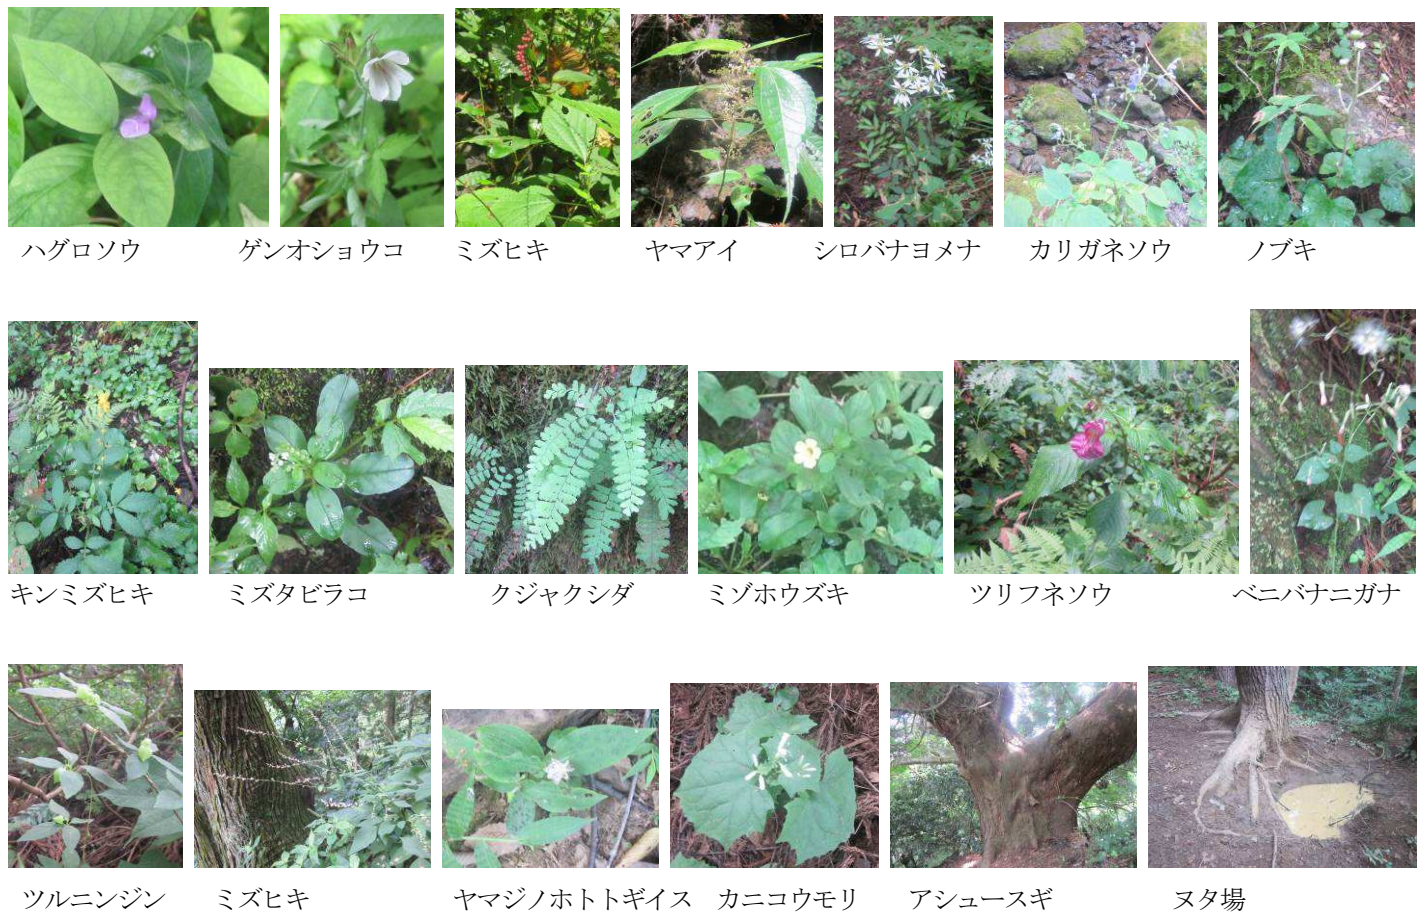 ハグロソウ ゲンオショウコ ミズヒキ ヤマアイ シロバナヨメナ カリガネソウ ノブキ
キンミズヒキ ミズタビラコ クジャクシダ ミゾホウズキ ツリフネソウ ベニバナニガナ
ツルニンジン ミズヒキ ヤマジノホトトギイス カニコウモリ アシュースギ ヌタ場